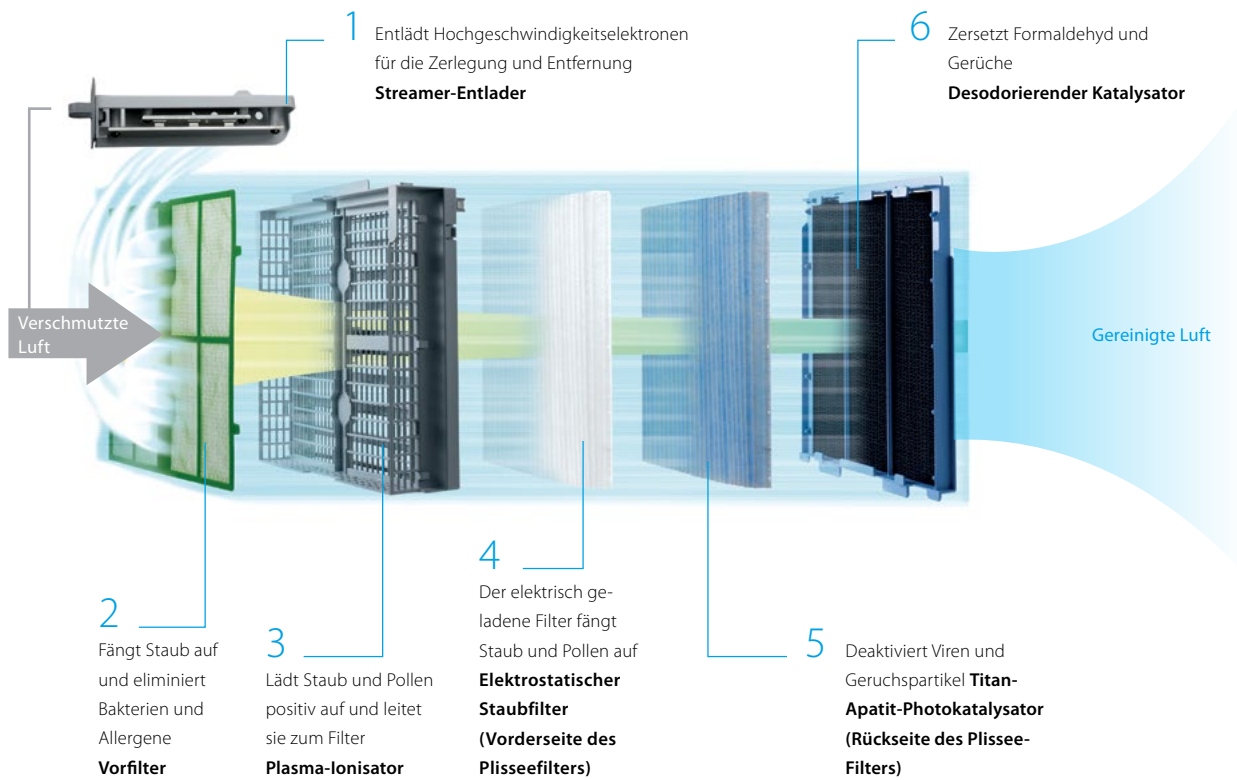 1
Entlädt Hochgeschwindigkeitselektronen
für die Zerlegung und Entfernung
Streamer-Entlader
6
Zersetzt Formaldehyd und
Gerüche
Desodorierender Katalysator
Verschmutzte
Luft
Gereinigte Luft
2
Fängt Staub auf
und eliminiert
Bakterien und
Allergene
Vorfilter
3
Lädt Staub und Pollen
positiv auf und leitet
sie zum Filter
Plasma-Ionisator
4
Der elektrisch ge-
ladene Filter fängt
Staub und Pollen auf
Elektrostatischer
Staubfilter
(Vorderseite des
Plisseefilters)
5
Deaktiviert Viren und
Geruchspartikel Titan-
Apatit-Photokatalysator
(Rückseite des Plissee-
Filters)